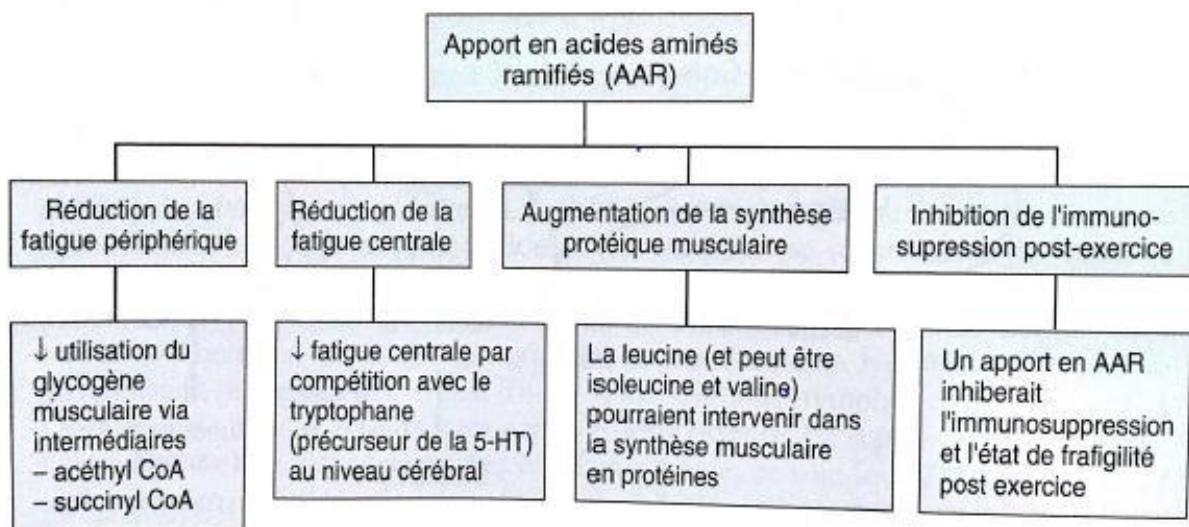 Apport en acides aminés
ramifiés (AAR)
Réduction de la
fatigue périphérique
Réduction de la
fatigue centrale
Augmentation de la synthèse
protéique musculaire
Inhibition de l'immuno-
supression post-exercice
↓ utilisation du
glycogène
musculaire via
intermédiaires
– acéthyl CoA
– succinyl CoA
↓ fatigue centrale par
compétition avec le
tryptophane
(précurseur de la 5-HT)
au niveau cérébral
La leucine (et peut être
isoleucine et valine)
pourraient intervenir dans
la synthèse musculaire
en protéines
Un apport en AAR
inhiberait
l'immunosuppression
et l'état de frafigilité
post exercice